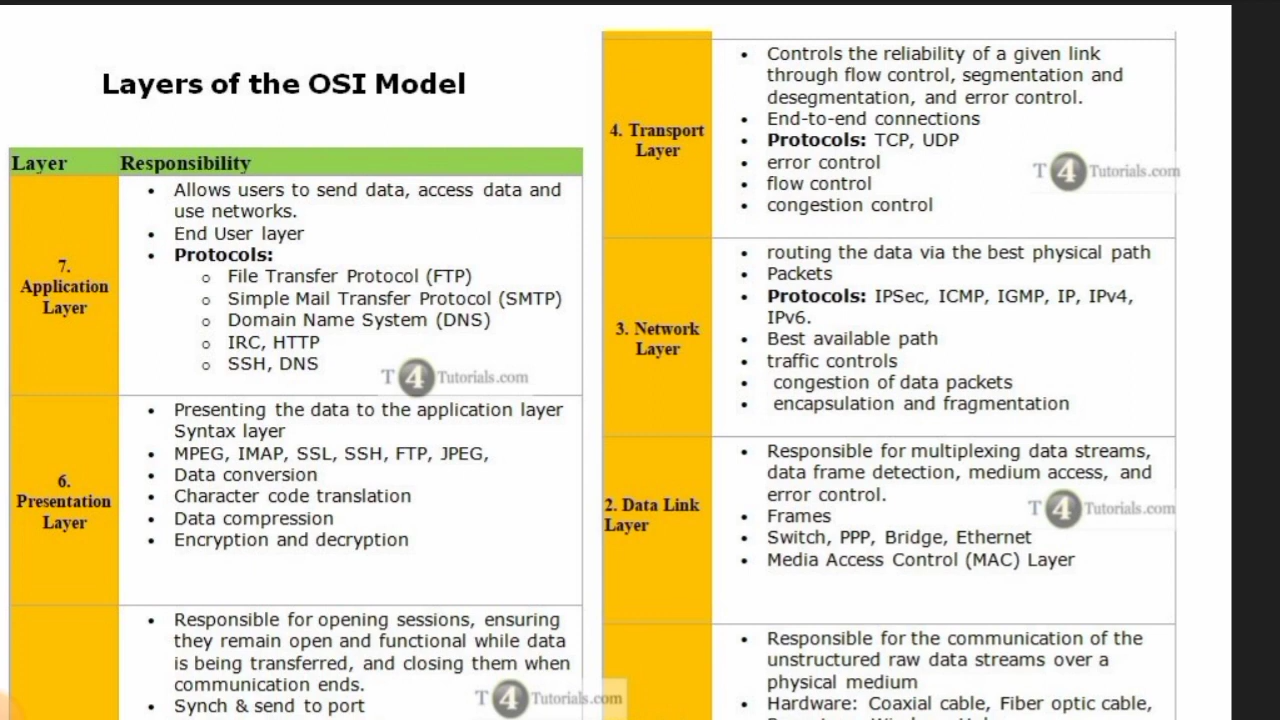 Layers of the OSI Model
Layer Responsibility
7.
Application
Layer
• Allows users to send data, access data and
use networks.
• End User layer
• Protocols:
o File Transfer Protocol (FTP)
o Simple Mail Transfer Protocol (SMTP)
o Domain Name System (DNS)
o IRC, HTTP
o SSH, DNS
T4Tutorials.com
6.
Presentation
Layer
• Presenting the data to the application layer
Syntax layer
• MPEG, IMAP, SSL, SSH, FTP, JPEG,
• Data conversion
• Character code translation
• Data compression
• Encryption and decryption
• Responsible for opening sessions, ensuring
they remain open and functional while data
is being transferred, and closing them when
communication ends.
• Synch & send to port
T4Tutorials.com
4. Transport
Layer
• Controls the reliability of a given link
through flow control, segmentation and
desegmentation, and error control.
• End-to-end connections
• Protocols: TCP, UDP
• error control
• flow control
• congestion control
T4Tutorials.com
3. Network
Layer
• routing the data via the best physical path
• Packets
• Protocols: IPSec, ICMP, IGMP, IP, IPv4,
IPv6.
• Best available path
• traffic controls
• congestion of data packets
• encapsulation and fragmentation
2. Data Link
Layer
• Responsible for multiplexing data streams,
data frame detection, medium access, and
error control.
• Frames
• Switch, PPP, Bridge, Ethernet
• Media Access Control (MAC) Layer
T4Tutorials.com
• Responsible for the communication of the
unstructured raw data streams over a
physical medium
• Hardware: Coaxial cable, Fiber optic cable,